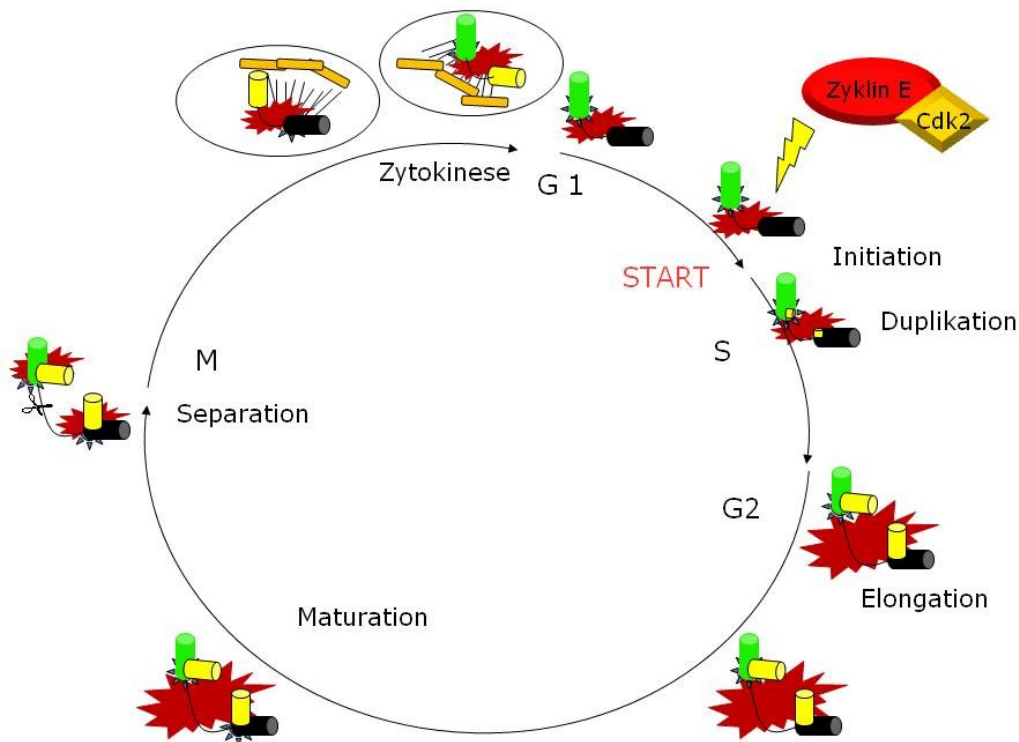 Zyklin E
Cdk2
Zytokinese
G 1
Initiation
START
Duplikation
S
M
Separation
G2
Elongation
Maturation